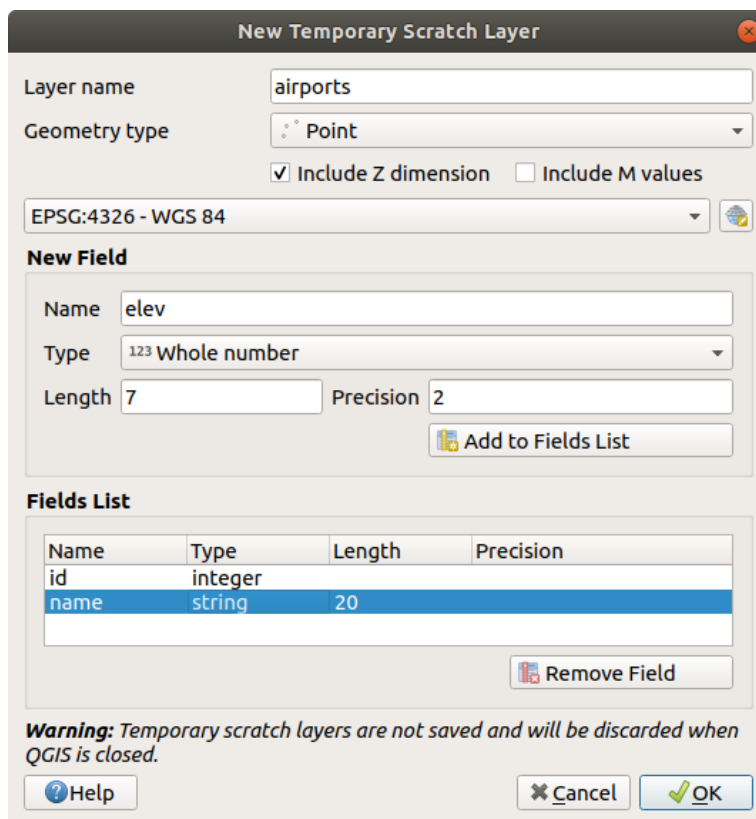 New Temporary Scratch Layer
Layer name airports
Geometry type Point
Include Z dimension Include M values
EPSG:4326 - WGS 84
New Field
Name elev
Type 123 Whole number
Length 7 Precision 2
Add to Fields List
Fields List
Name Type Length Precision
id integer
name string 20
Remove Field
Warning: Temporary scratch layers are not saved and will be discarded when
QGIS is closed.
Help Cancel OK